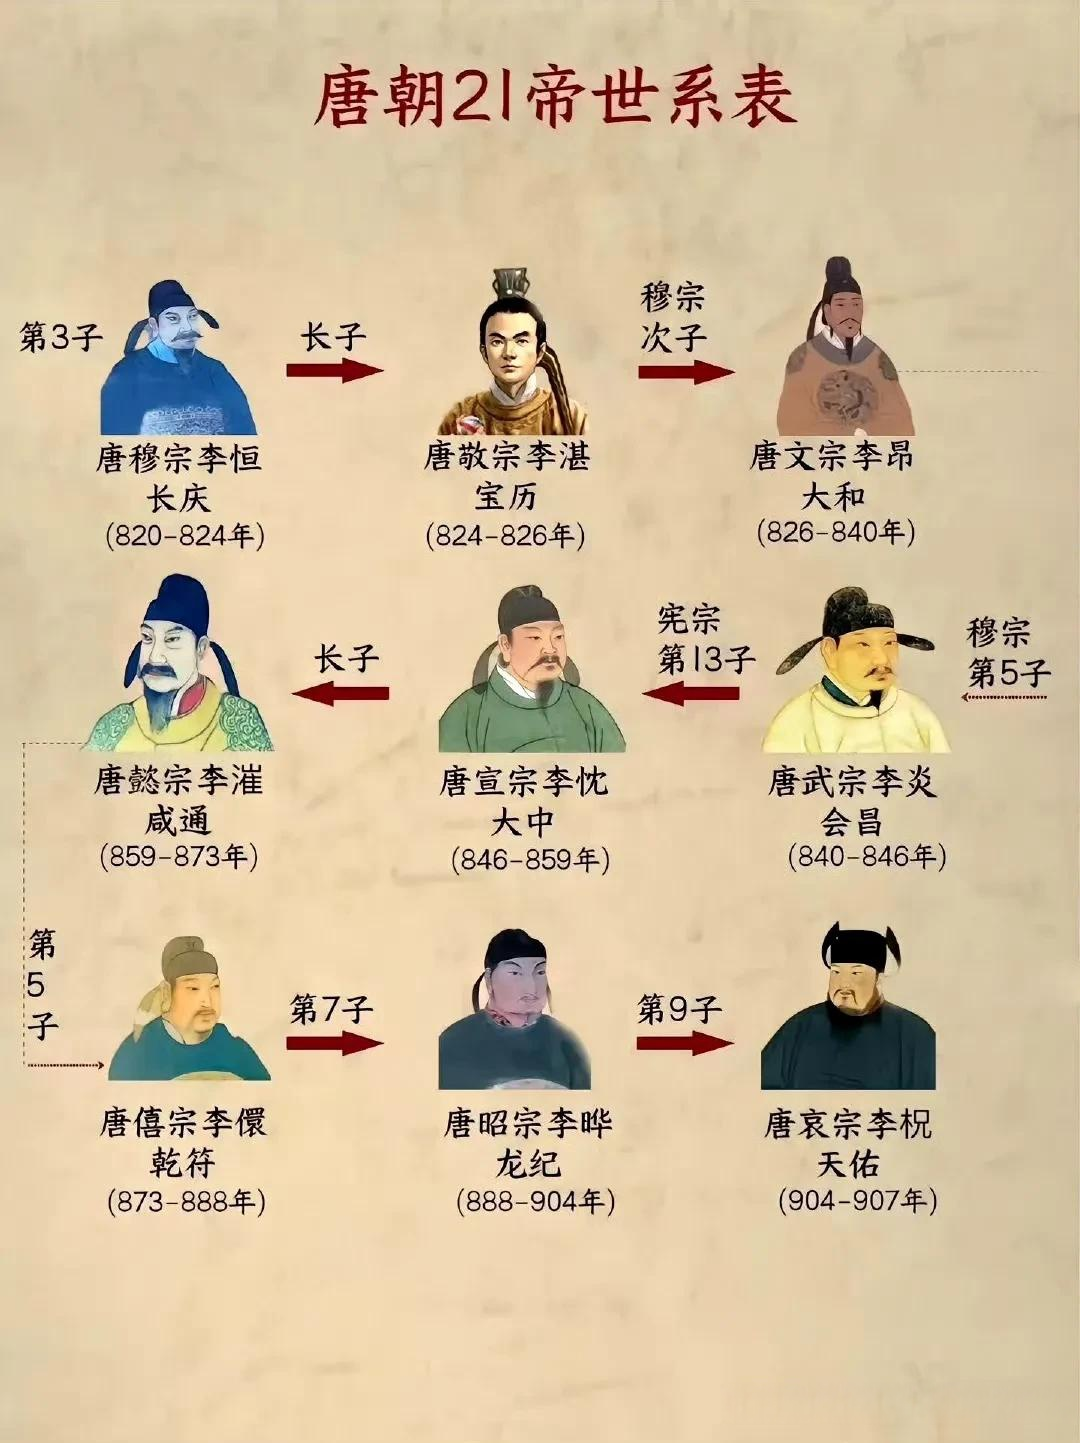 唐朝21帝世系表
第3子
唐穆宗李恒
长庆
(820-824年)
长子
唐敬宗李湛
宝历
(824-826年)
穆宗
次子
唐文宗李昂
大和
(826-840年)
穆宗
第5子
唐武宗李炎
会昌
(840-846年)
宪宗
第13子
唐宣宗李忱
大中
(846-859年)
长子
唐懿宗李漼
咸通
(859-873年)
第
5
子
唐僖宗李儇
乾符
(873-888年)
第7子
唐昭宗李晔
龙纪
(888-904年)
第9子
唐哀宗李柷
天佑
(904-907年)